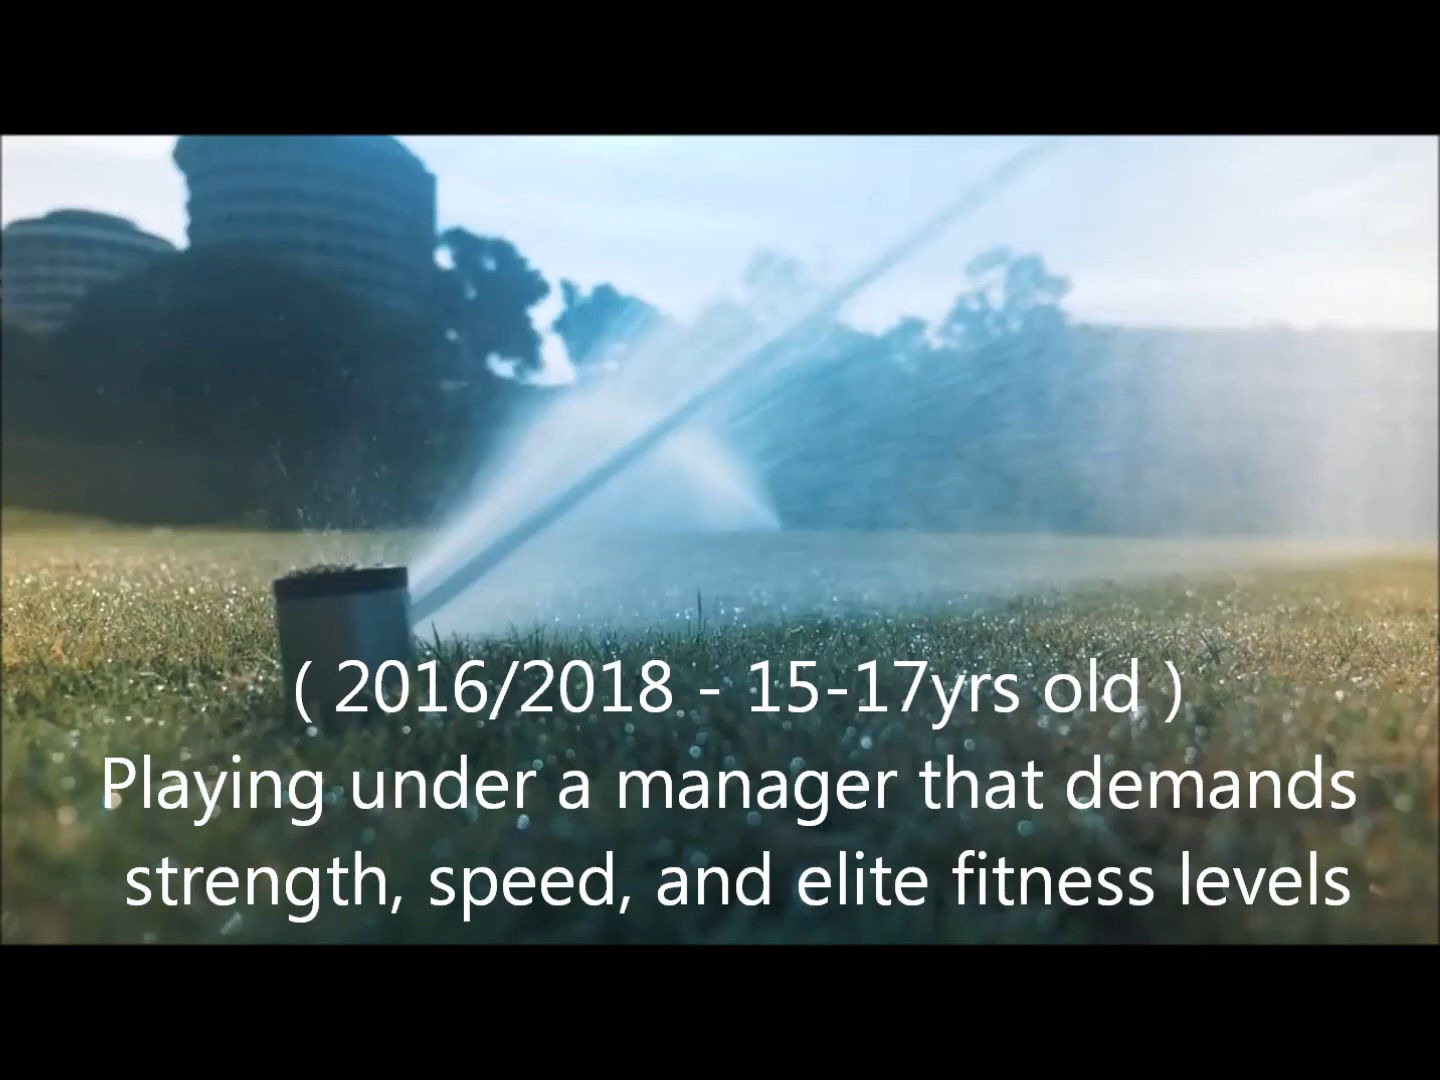 ( 2016/2018 - 15-17yrs old )
Playing under a manager that demands
strength, speed, and elite fitness levels